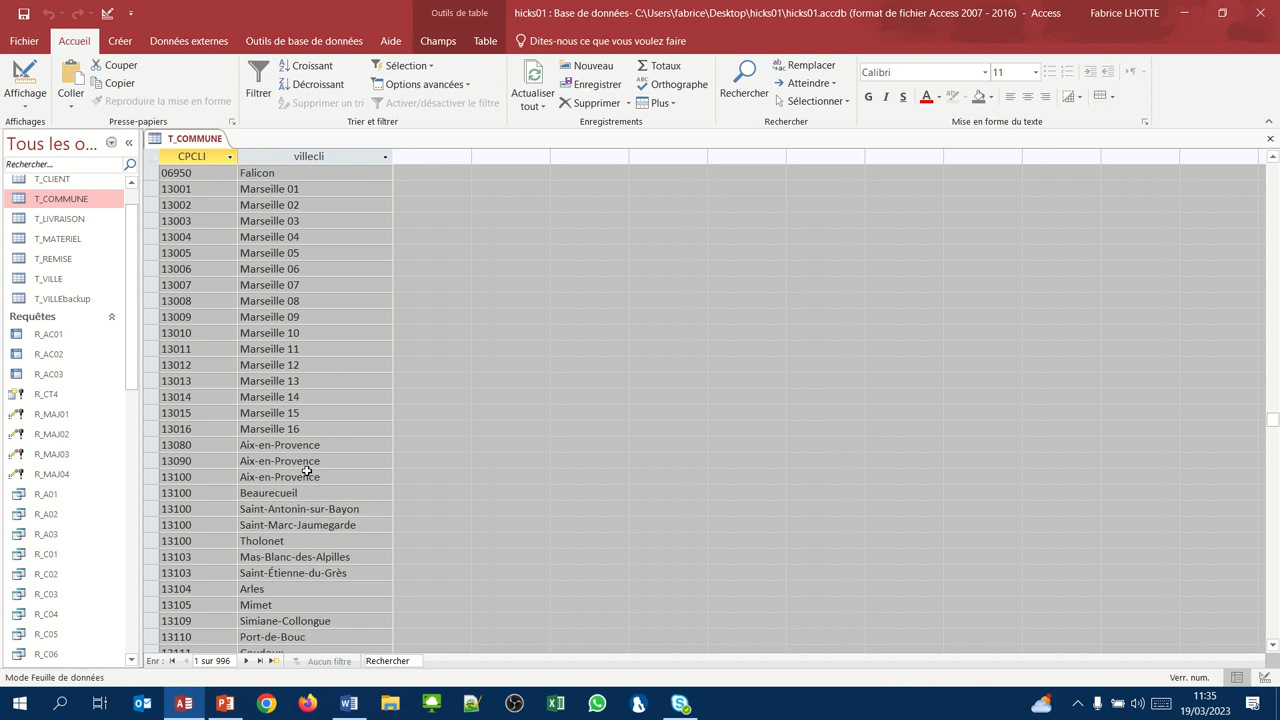 Outils de table
hicks01 : Base de données- C:\Users\fabrice\Desktop\hicks01\hicks01.accdb (format de fichier Access 2007 - 2016) - Access
Fabrice LHOTTE
Fichier
Accueil
Créer
Données externes
Outils de base de données
Aide
Champs
Table
Dites-nous ce que vous voulez faire
Affichage
Affichages
Coller
Couper
Copier
Reproduire la mise en forme
Presse-papiers
Filtrer
Croissant
Décroissant
Supprimer un tri
Sélection
Options avancées
Activer/désactiver le filtre
Trier et filtrer
Actualiser
tout
Nouveau
Enregistrer
Supprimer
Totaux
Orthographe
Plus
Enregistrements
Rechercher
Remplacer
Atteindre
Sélectionner
Rechercher
Calibri
11
G I S A
Mise en forme du texte
Tous les o...
Rechercher...
T_CLIENT
T_COMMUNE
T_LIVRAISON
T_MATERIEL
T_REMISE
T_VILLE
T_VILLEbackup
Requêtes
R_AC01
R_AC02
R_AC03
R_CT4
R_MAJ01
R_MAJ02
R_MAJ03
R_MAJ04
R_A01
R_A02
R_A03
R_C01
R_C02
R_C03
R_C04
R_C05
R_C06
T_COMMUNE
CPCLI villecli
06950 Falicon
13001 Marseille 01
13002 Marseille 02
13003 Marseille 03
13004 Marseille 04
13005 Marseille 05
13006 Marseille 06
13007 Marseille 07
13008 Marseille 08
13009 Marseille 09
13010 Marseille 10
13011 Marseille 11
13012 Marseille 12
13013 Marseille 13
13014 Marseille 14
13015 Marseille 15
13016 Marseille 16
13080 Aix-en-Provence
13090 Aix-en-Provence
13100 Aix-en-Provence
13100 Beaurecueil
13100 Saint-Antonin-sur-Bayon
13100 Saint-Marc-Jaumegarde
13100 Tholonet
13103 Mas-Blanc-des-Alpilles
13103 Saint-Étienne-du-Grès
13104 Arles
13105 Mimet
13109 Simiane-Collongue
13110 Port-de-Bouc
Enr : 1 sur 996 Aucun filtre Rechercher
Mode Feuille de données
Verr. num.
11:35
19/03/2023